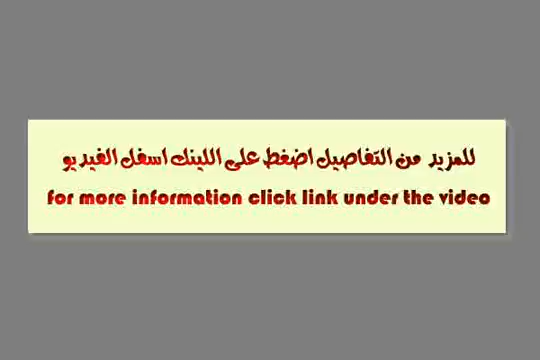 للمزيد من التفاصيل اضغط على اللينك اسفل الفيديو
for more information click link under the video